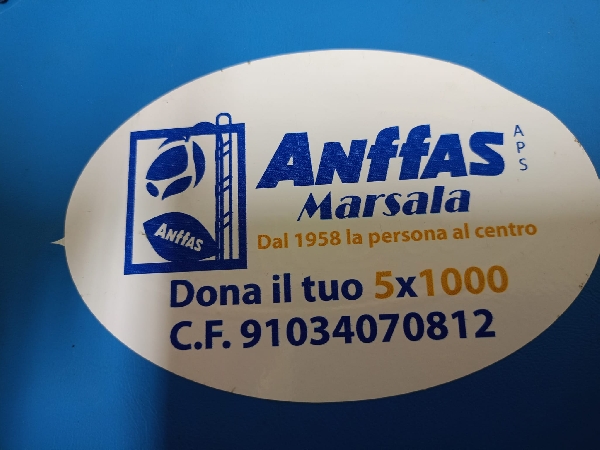 Anffas APS
Marsala
Anffas
Dal 1958 la persona al centro
Dona il tuo 5x1000
C.F. 91034070812